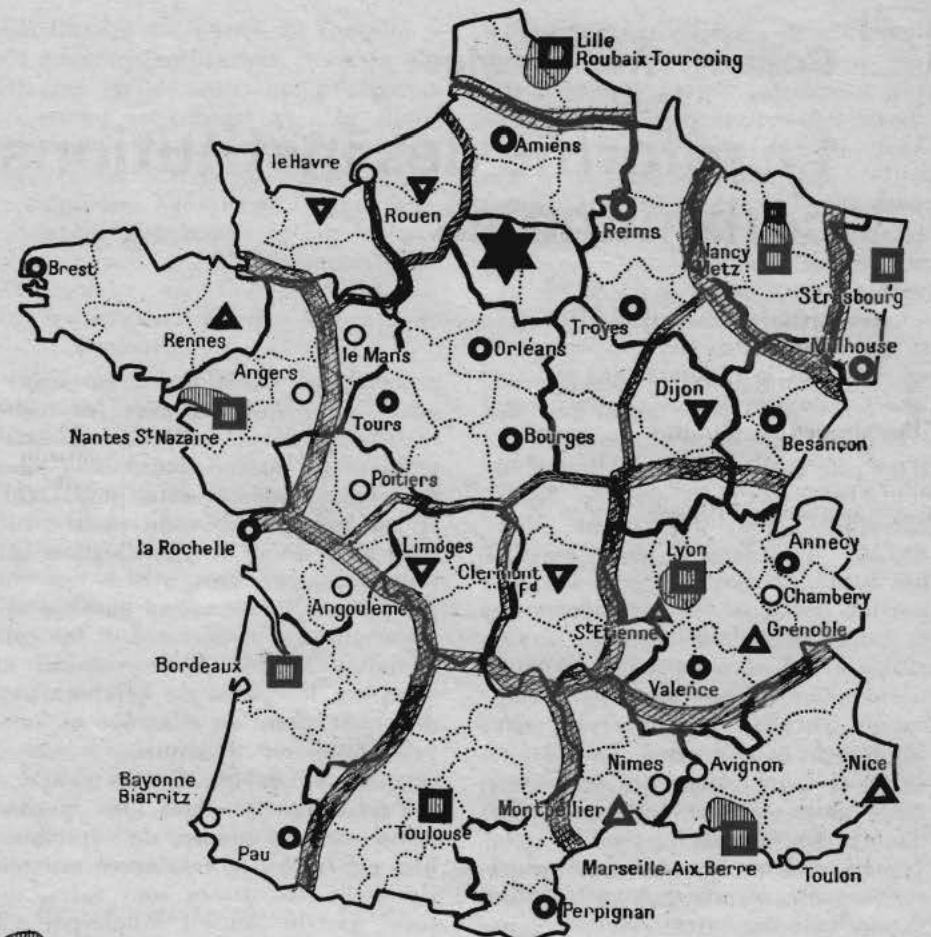 Lille
Roubaix-Tourcoing
Amiens
le Havre
Rouen
Reims
Nancy
Metz
Strasbourg
Brest
Rennes
Troyes
Mulhouse
le Mans
Orléans
Angers
Dijon
Tours
Nantes St Nazaire
Bourges
Besançon
Poitiers
la Rochelle
Limoges
Lyon
Annecy
Clermont
Fd
Chambery
Angoulême
St Etienne
Grénoble
Bordeaux
Valence
Nîmes
Avignon
Nice
Bayonne
Biarritz
Montpellier
Toulouse
Pau
Marseille.Aix.Berre
Toulon
Perpignan